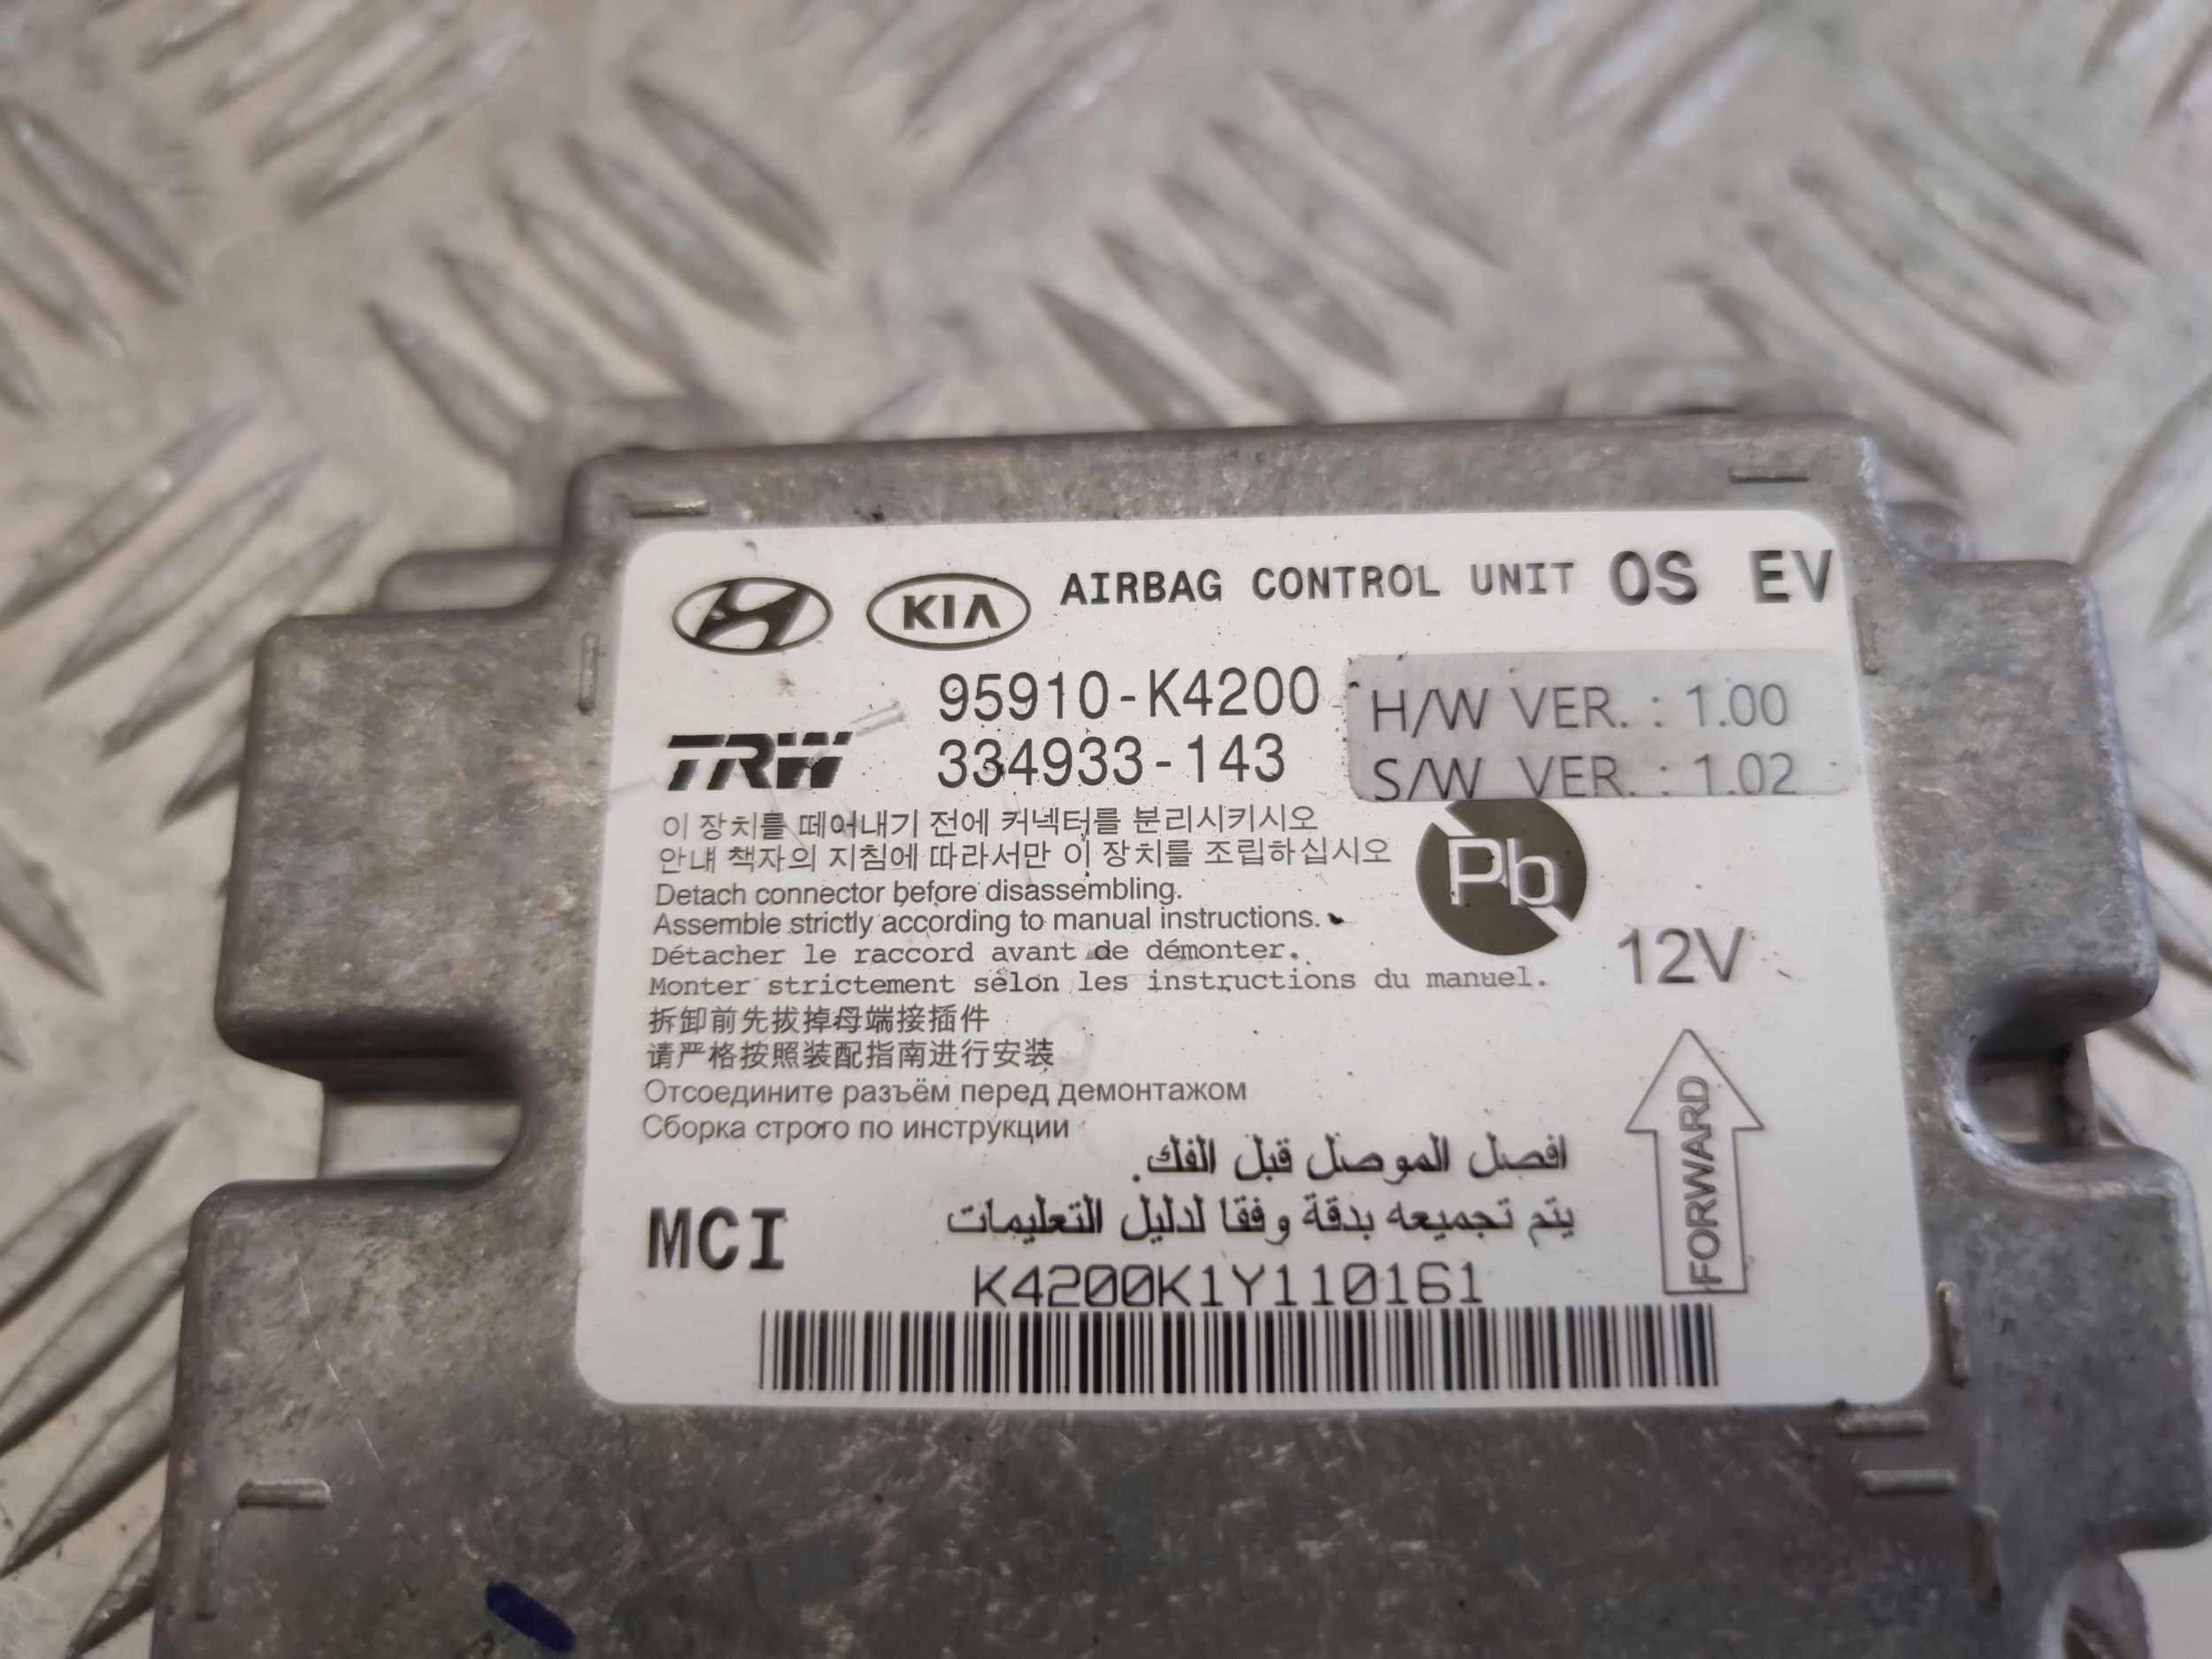 KIA AIRBAG CONTROL UNIT OS EV
95910-K4200
H/W VER. : 1.00
TRW 334933-143
S/W VER. : 1.02
이 장치를 떼어내기 전에 커넥터를 분리시키시오
안내 책자의 지침에 따라서만 이 장치를 조립하십시오
Pb
Detach connector before disassembling.
Assemble strictly according to manual instructions.
Détacher le raccord avant de démonter.
Monter strictement selon les instructions du manuel.
12V
拆卸前先拔掉母端接插件
请严格按照装配指南进行安装
Отсоедините разъём перед демонтажом
Сборка строго по инструкции
FORWARD
افصل الموصل قبل الفك.
يتم تجميعه بدقة وفقا لدليل التعليمات
MCI
K4200K1Y110161